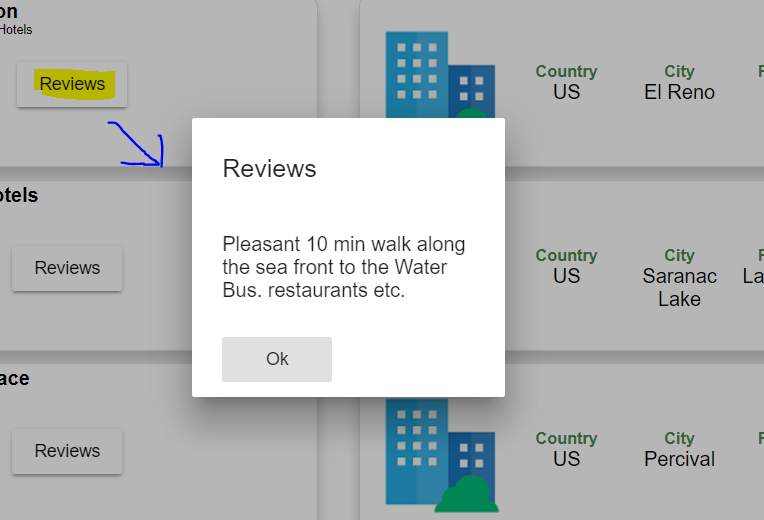 on
Hotels
Reviews
Country
US
City
El Reno
F
Reviews
Pleasant 10 min walk along
the sea front to the Water
Bus. restaurants etc.
Ok
otels
Reviews
Country
US
City
Saranac
Lake
F
La
ace
Reviews
Country
US
City
Percival
F